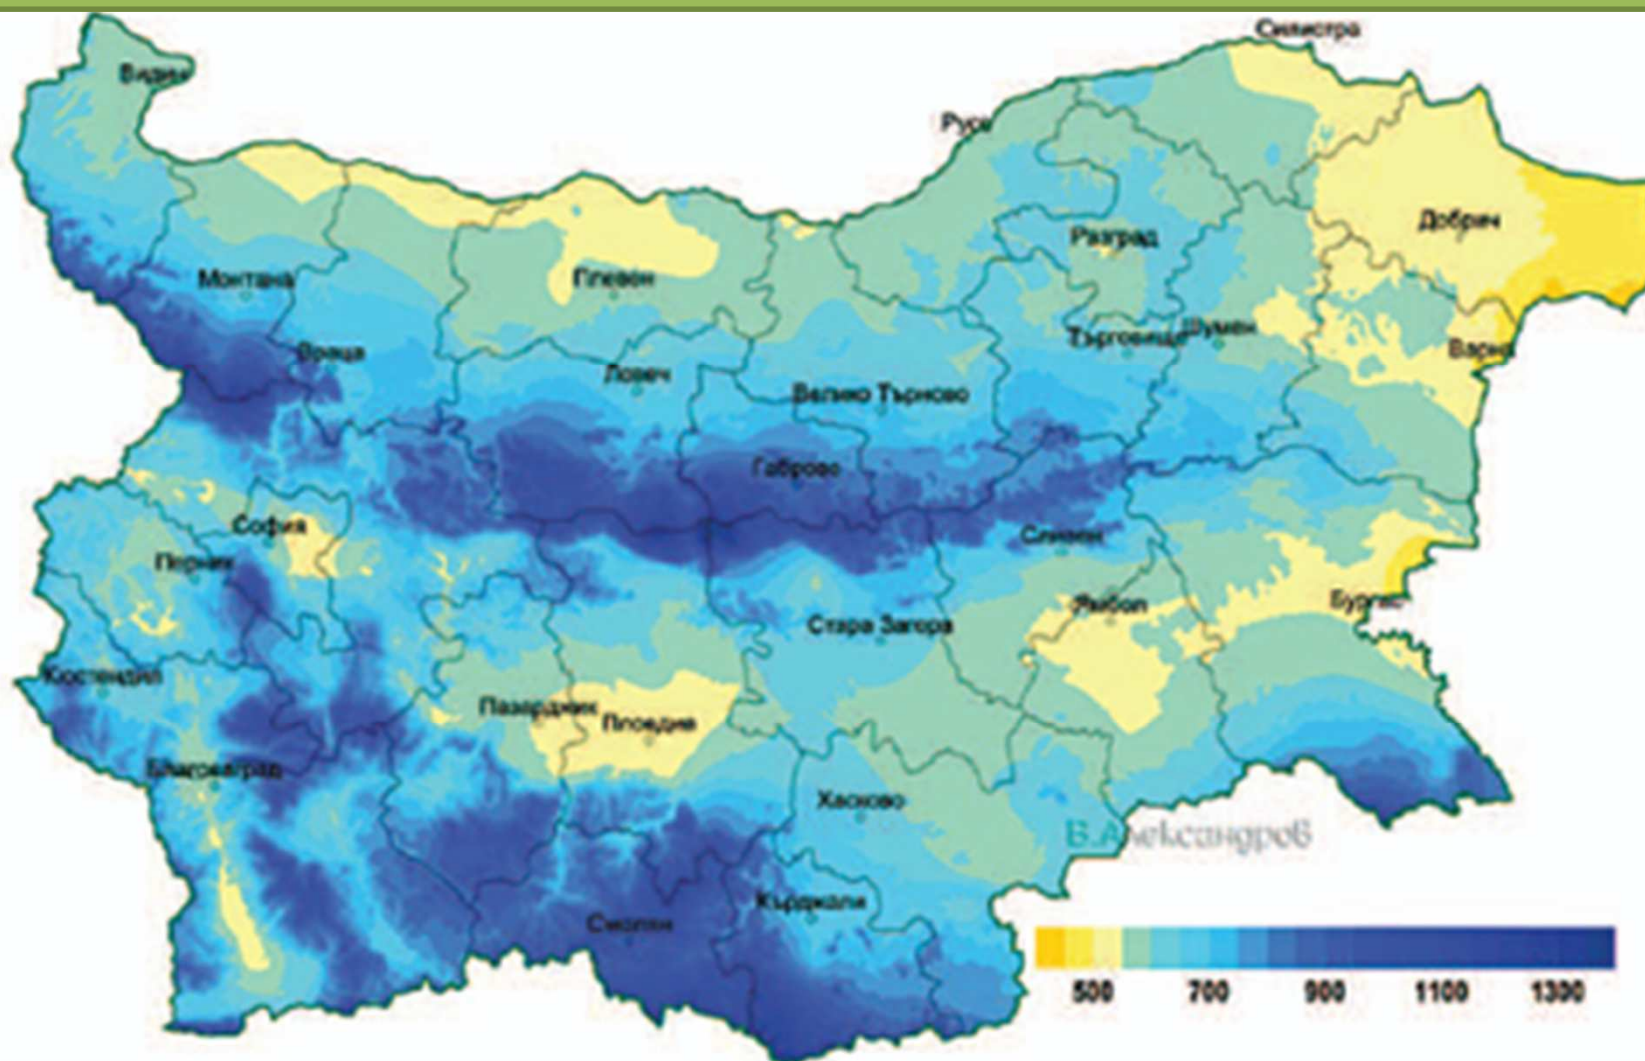 Силистра
Видин
Русе
Добрич
Разград
Монтана
Плевен
Търговище
Шумен
Варна
Враца
Ловеч
Велико Търново
Габрово
София
Сливен
Перник
Ямбол
Бургас
Стара Загора
Кюстендил
Пазарджик
Пловдив
Благоевград
Хасково
В.Александров
Кърджали
Смолян
500 700 900 1100 1300